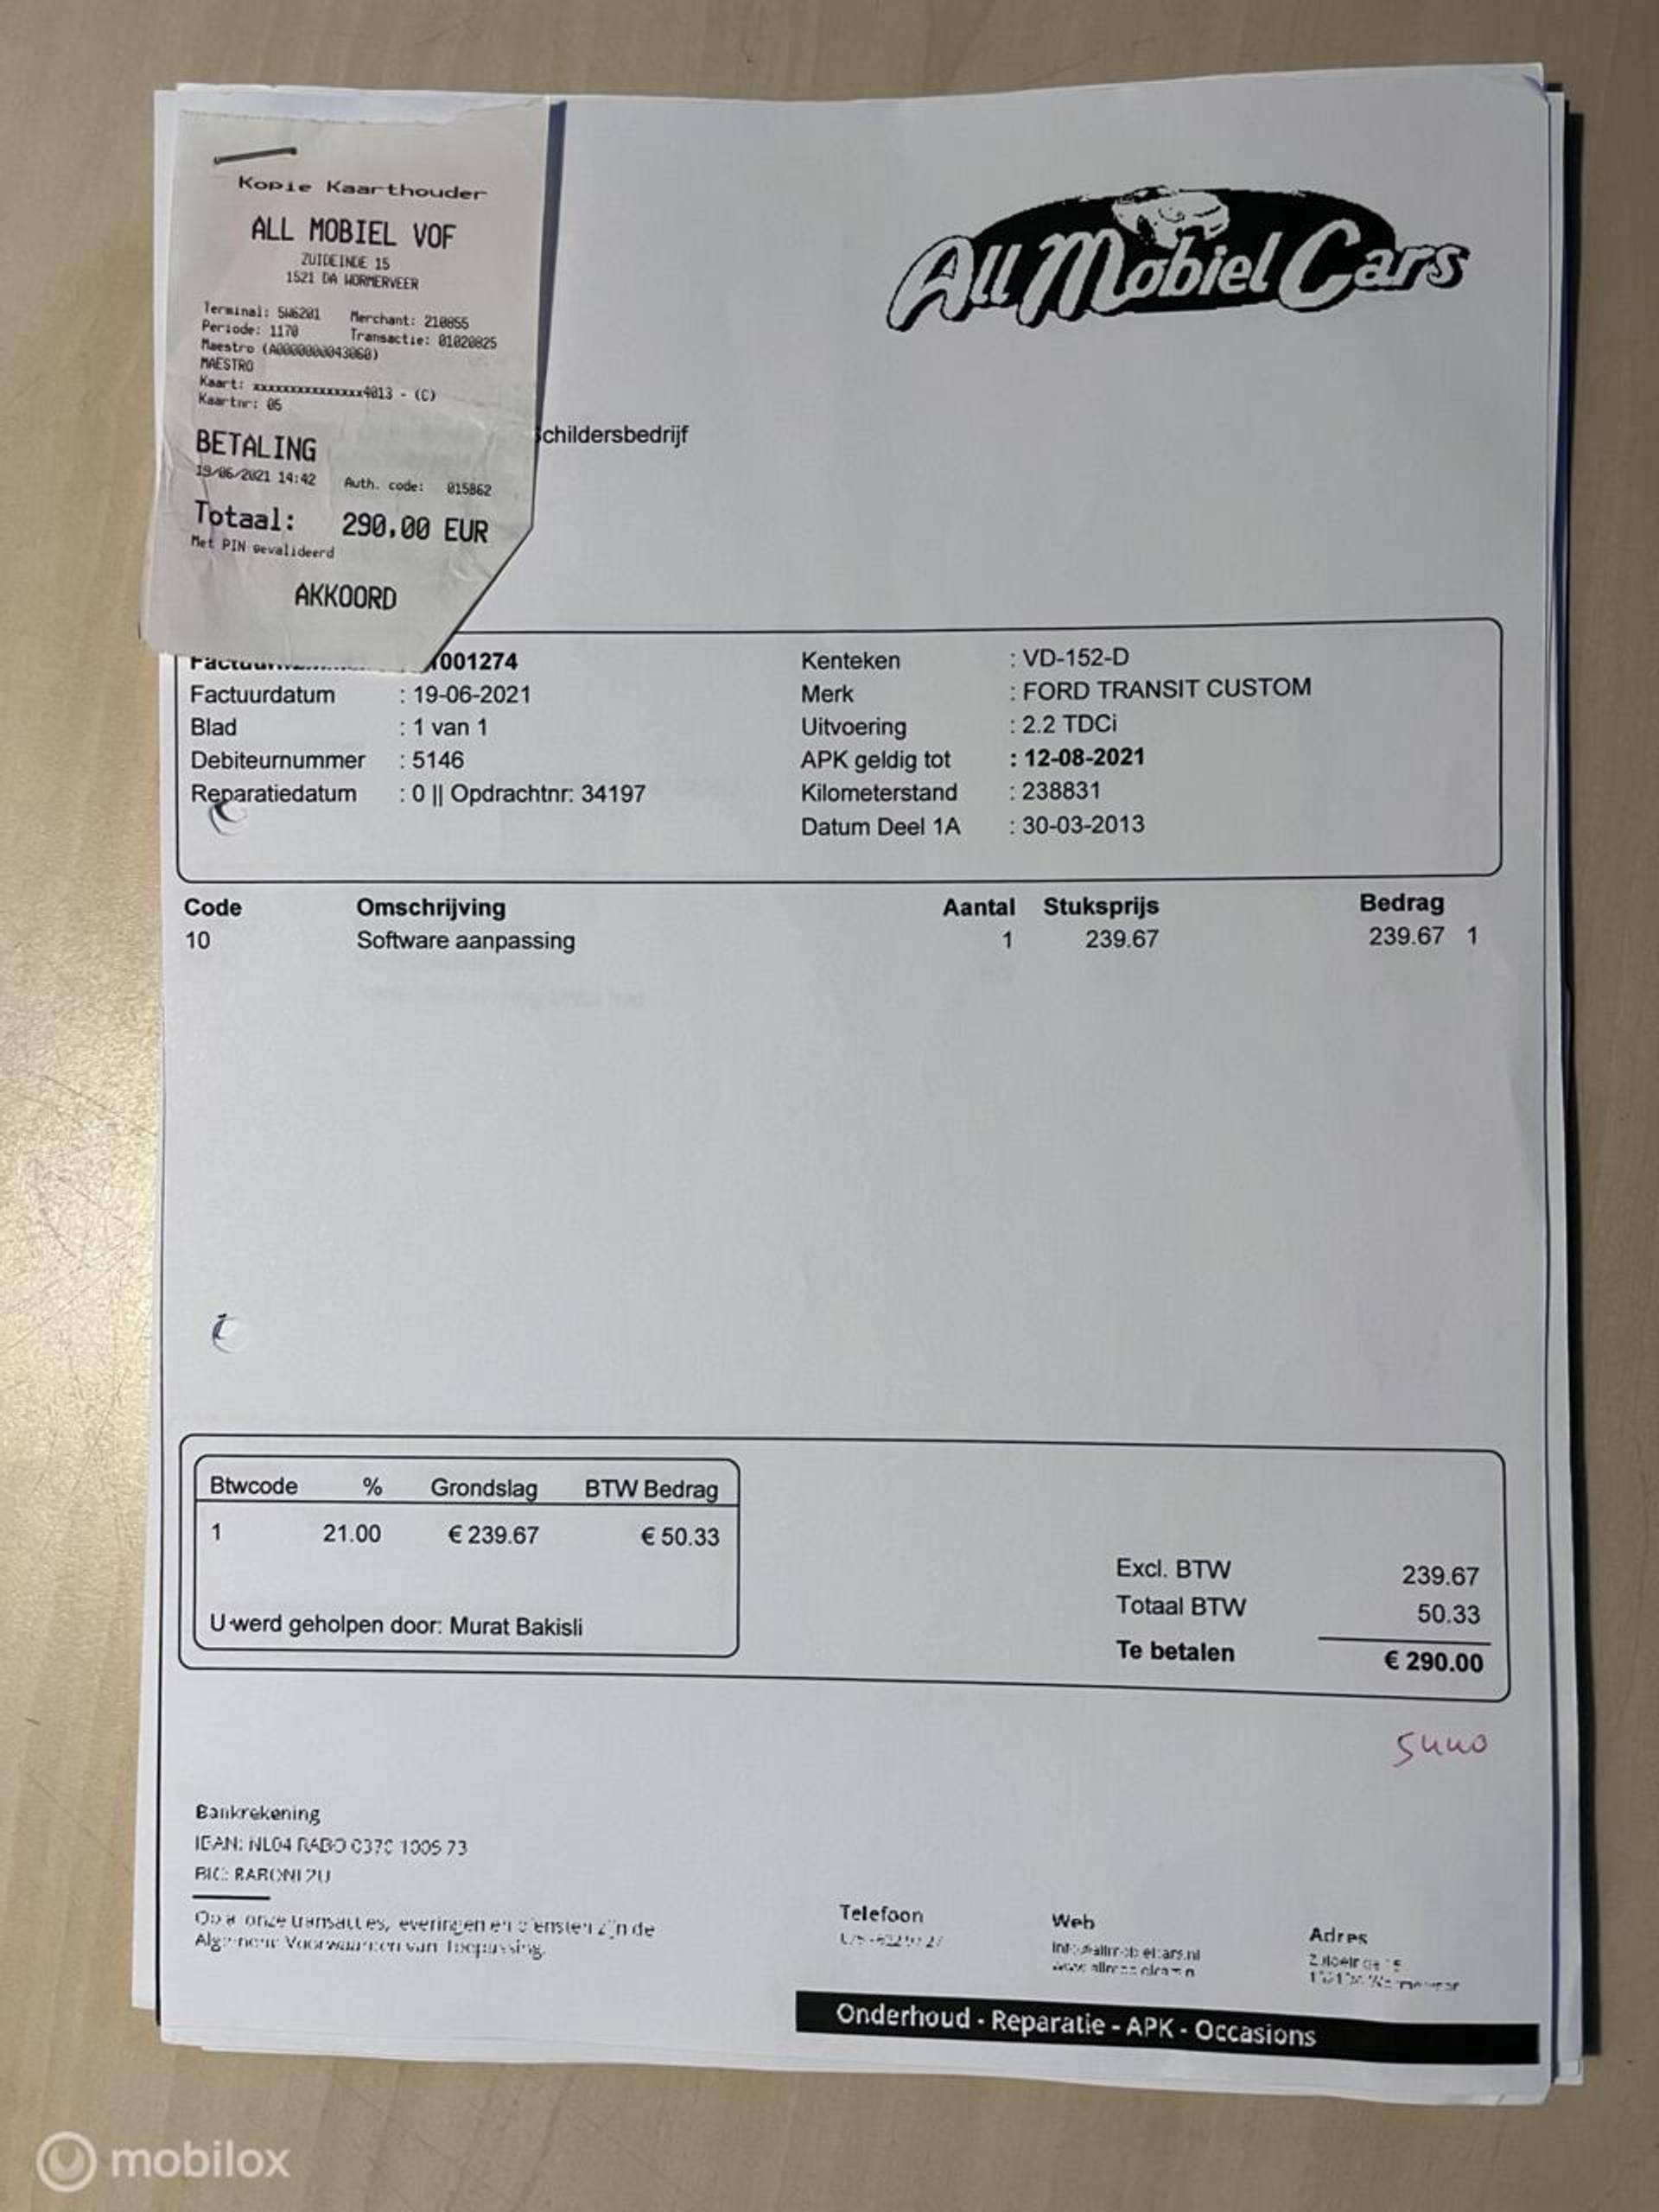 Kopie Kaarthouder
ALL MOBIEL VOF
ZUIDEINDE 15
1521 DA WORMERVEER
Terminal: 5W6201 Merchant: 210855
Periode: 1170 Transactie: 01020825
Maestro (A0000000043060)
MAESTRO
Kaart: xxxxxxxxxxxxxxx4013 - (C)
Kaartnr: 05
BETALING
19/06/2021 14:42 Auth. code: 015862
Totaal: 290,00 EUR
Met PIN gevalideerd
AKKOORD
All Mobiel Cars
childersbedrijf
001274
Factuurdatum : 19-06-2021
Blad : 1 van 1
Debiteurnummer : 5146
Reparatiedatum : 0 || Opdrachtnr: 34197
Kenteken : VD-152-D
Merk : FORD TRANSIT CUSTOM
Uitvoering : 2.2 TDCi
APK geldig tot : 12-08-2021
Kilometerstand : 238831
Datum Deel 1A : 30-03-2013
Code Omschrijving Aantal Stuksprijs Bedrag
10 Software aanpassing 1 239.67 239.67 1
Btwcode % Grondslag BTW Bedrag
1 21.00 € 239.67 € 50.33
U werd geholpen door: Murat Bakisli
Excl. BTW 239.67
Totaal BTW 50.33
Te betalen € 290.00
Bankrekening
IBAN: NL04 RABO
Telefoon
Web
Adres
Onderhoud - Reparatie - APK - Occasions
mobilox